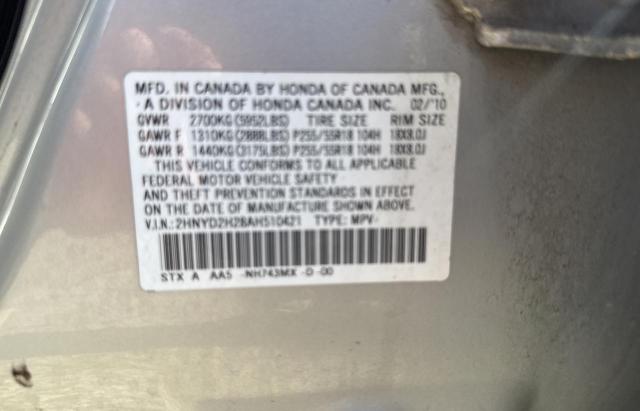 MFD. IN CANADA BY HONDA OF CANADA MFG.,
A DIVISION OF HONDA CANADA INC. 02/'10
GVWR 2700KG(5952LBS) TIRE SIZE RIM SIZE
GAWR F 1310KG(2888LBS) P255/55R18 104H 18X8.0J
GAWR R 1440KG(3175LBS) P255/55R18 104H 18X8.0J
THIS VEHICLE CONFORMS TO ALL APPLICABLE
FEDERAL MOTOR VEHICLE SAFETY
AND THEFT PREVENTION STANDARDS IN EFFECT
ON THE DATE OF MANUFACTURE SHOWN ABOVE.
V.I.N.: 2HNYD2H28AH510421 TYPE: MPV
STX A AA5 -NH743MX -D -00